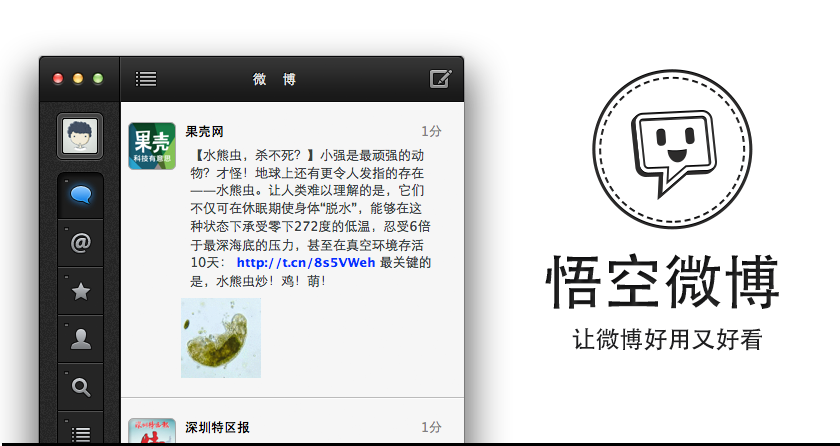 微 博
果壳网
1分
果壳
科技有意思
【水熊虫，杀不死？】小强是最顽强的动
物？才怪！地球上还有更令人发指的存在
——水熊虫。让人类难以理解的是，它们
不仅可在休眠期使身体"脱水"，能够在这
种状态下承受零下272度的低温，忍受6倍
于最深海底的压力，甚至在真空环境存活
10天： http://t.cn/8s5VWeh 最关键的
是，水熊虫炒！鸡！萌！
@
深圳特区报
1分
悟空微博
让微博好用又好看